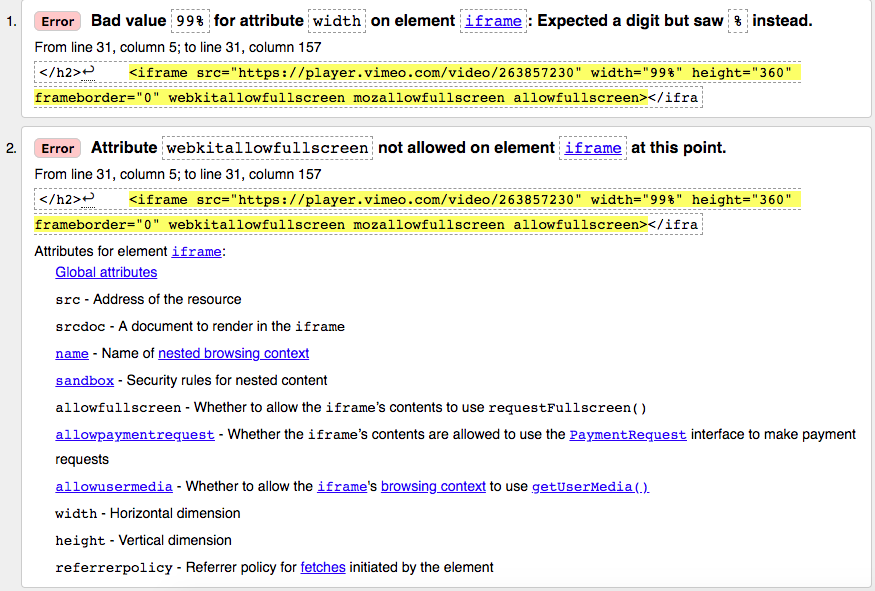 1. Error Bad value 99% for attribute width on element iframe: Expected a digit but saw % instead.
From line 31, column 5; to line 31, column 157
</h2>↩ <iframe src="https://player.vimeo.com/video/263857230" width="99%" height="360"
frameborder="0" webkitallowfullscreen mozallowfullscreen allowfullscreen></ifra
2. Error Attribute webkitallowfullscreen not allowed on element iframe at this point.
From line 31, column 5; to line 31, column 157
</h2>↩ <iframe src="https://player.vimeo.com/video/263857230" width="99%" height="360"
frameborder="0" webkitallowfullscreen mozallowfullscreen allowfullscreen></ifra
Attributes for element iframe:
Global attributes
src - Address of the resource
srcdoc - A document to render in the iframe
name - Name of nested browsing context
sandbox - Security rules for nested content
allowfullscreen - Whether to allow the iframe’s contents to use requestFullscreen()
allowpaymentrequest - Whether the iframe’s contents are allowed to use the PaymentRequest interface to make payment
requests
allowusermedia - Whether to allow the iframe's browsing context to use getUserMedia()
width - Horizontal dimension
height - Vertical dimension
referrerpolicy - Referrer policy for fetches initiated by the element